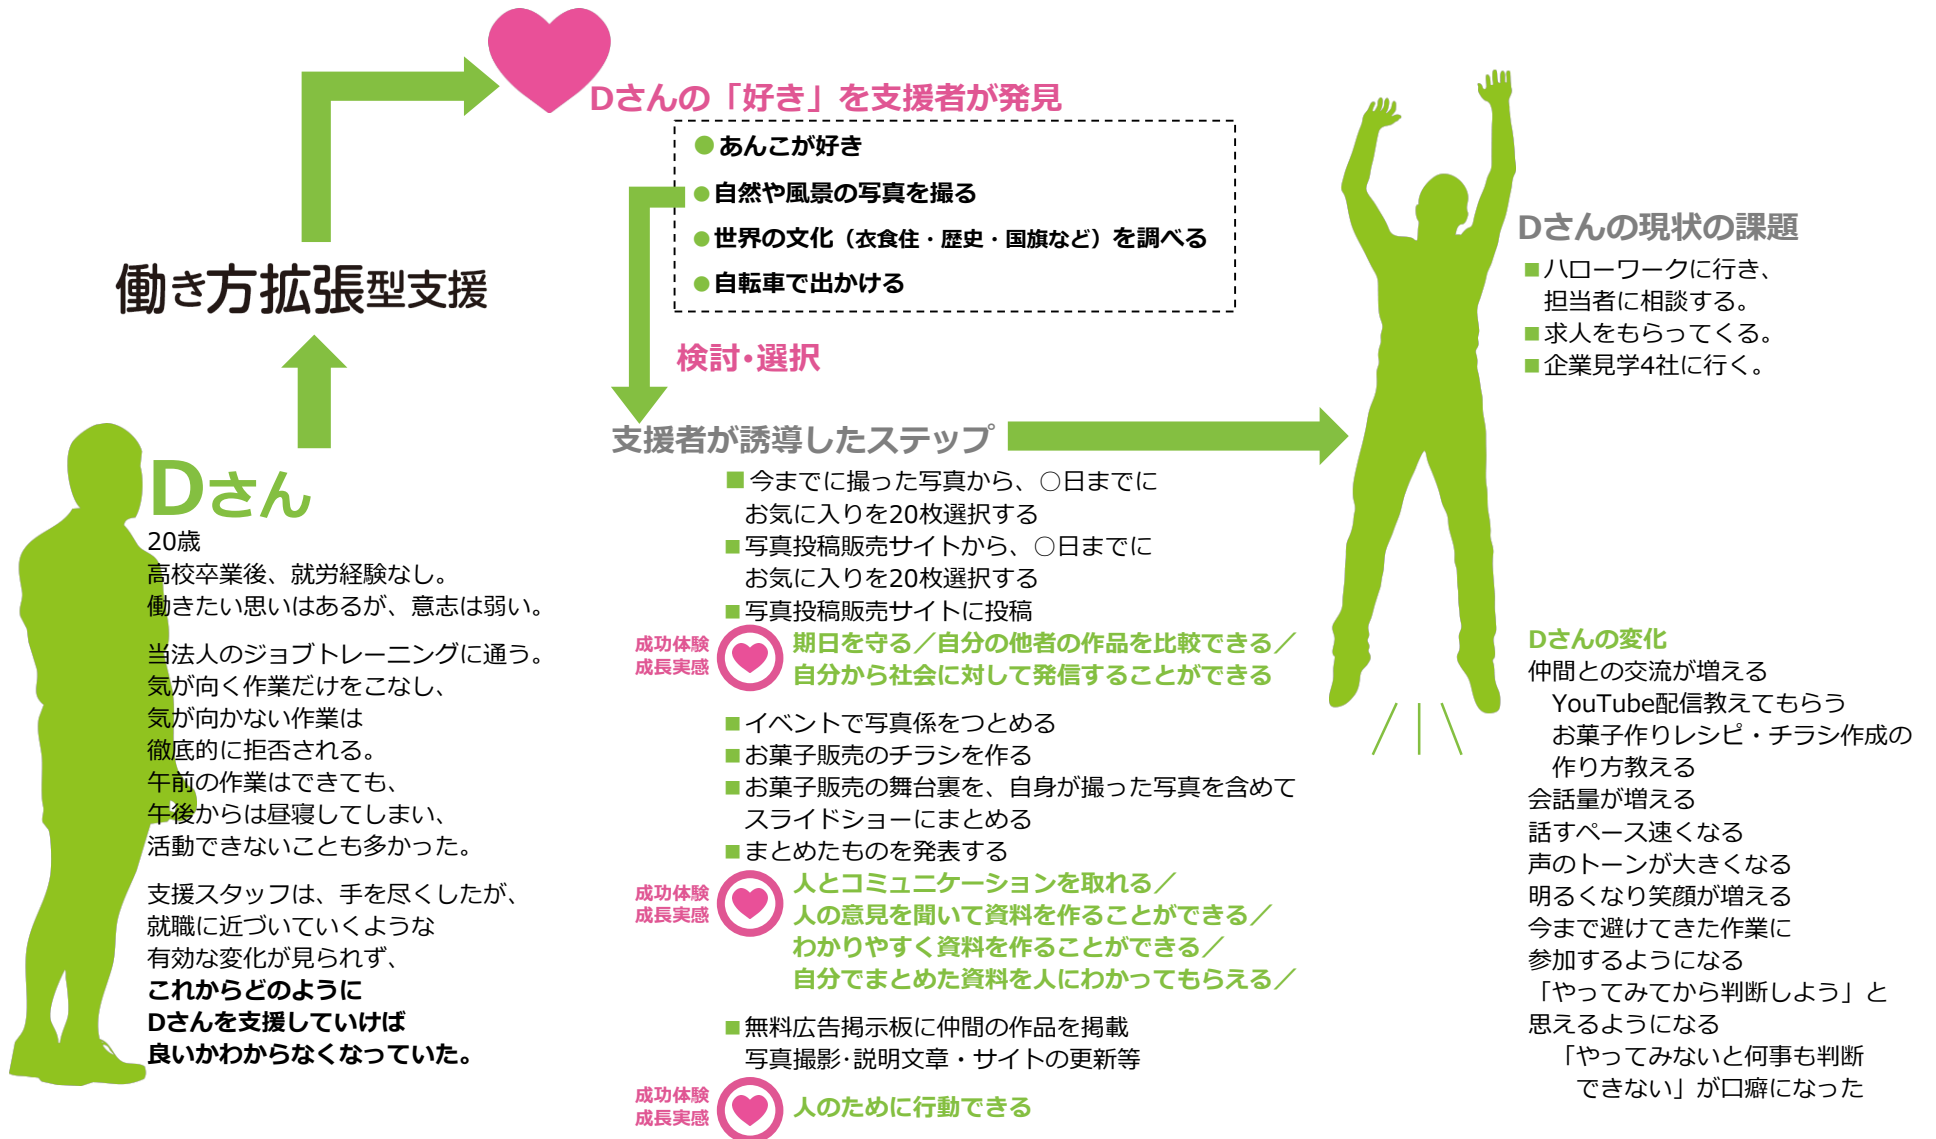 Dさんの「好き」を支援者が発見
●あんこが好き
●自然や風景の写真を撮る
●世界の文化（衣食住・歴史・国旗など）を調べる
●自転車で出かける
働き方拡張型支援
検討・選択
Dさん
20歳
高校卒業後、就労経験なし。
働きたい思いはあるが、意志は弱い。
当法人のジョブトレーニングに通う。
気が向く作業だけをこなし、
気が向かない作業は
徹底的に拒否される。
午前の作業はできても、
午後からは昼寝してしまい、
活動できないことも多かった。
支援スタッフは、手を尽くしたが、
就職に近づいていくような
有効な変化が見られず、
これからどのように
Dさんを支援していけば
良いかわからなくなっていた。
支援者が誘導したステップ
■今までに撮った写真から、○日までに
お気に入りを20枚選択する
■写真投稿販売サイトから、○日までに
お気に入りを20枚選択する
■写真投稿販売サイトに投稿
成功体験
成長実感
期日を守る／自分の他者の作品を比較できる／
自分から社会に対して発信することができる
■イベントで写真係をつとめる
■お菓子販売のチラシを作る
■お菓子販売の舞台裏を、自身が撮った写真を含めて
スライドショーにまとめる
■まとめたものを発表する
成功体験
成長実感
人とコミュニケーションを取れる／
人の意見を聞いて資料を作ることができる／
わかりやすく資料を作ることができる／
自分でまとめた資料を人にわかってもらえる／
■無料広告掲示板に仲間の作品を掲載
写真撮影・説明文章・サイトの更新等
成功体験
成長実感
人のために行動できる
Dさんの現状の課題
■ハローワークに行き、
担当者に相談する。
■求人をもらってくる。
■企業見学4社に行く。
Dさんの変化
仲間との交流が増える
YouTube配信教えてもらう
お菓子作りレシピ・チラシ作成の
作り方教える
会話量が増える
話すペース速くなる
声のトーンが大きくなる
明るくなり笑顔が増える
今まで避けてきた作業に
参加するようになる
「やってみてから判断しよう」と
思えるようになる
「やってみないと何事も判断
できない」が口癖になった